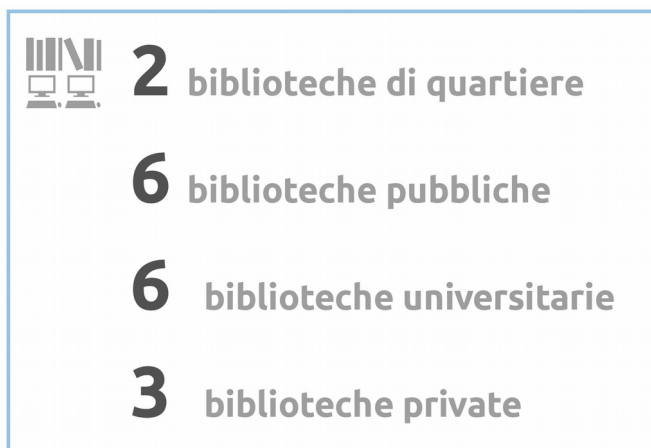 2 biblioteche di quartiere
6 biblioteche pubbliche
6 biblioteche universitarie
3 biblioteche private